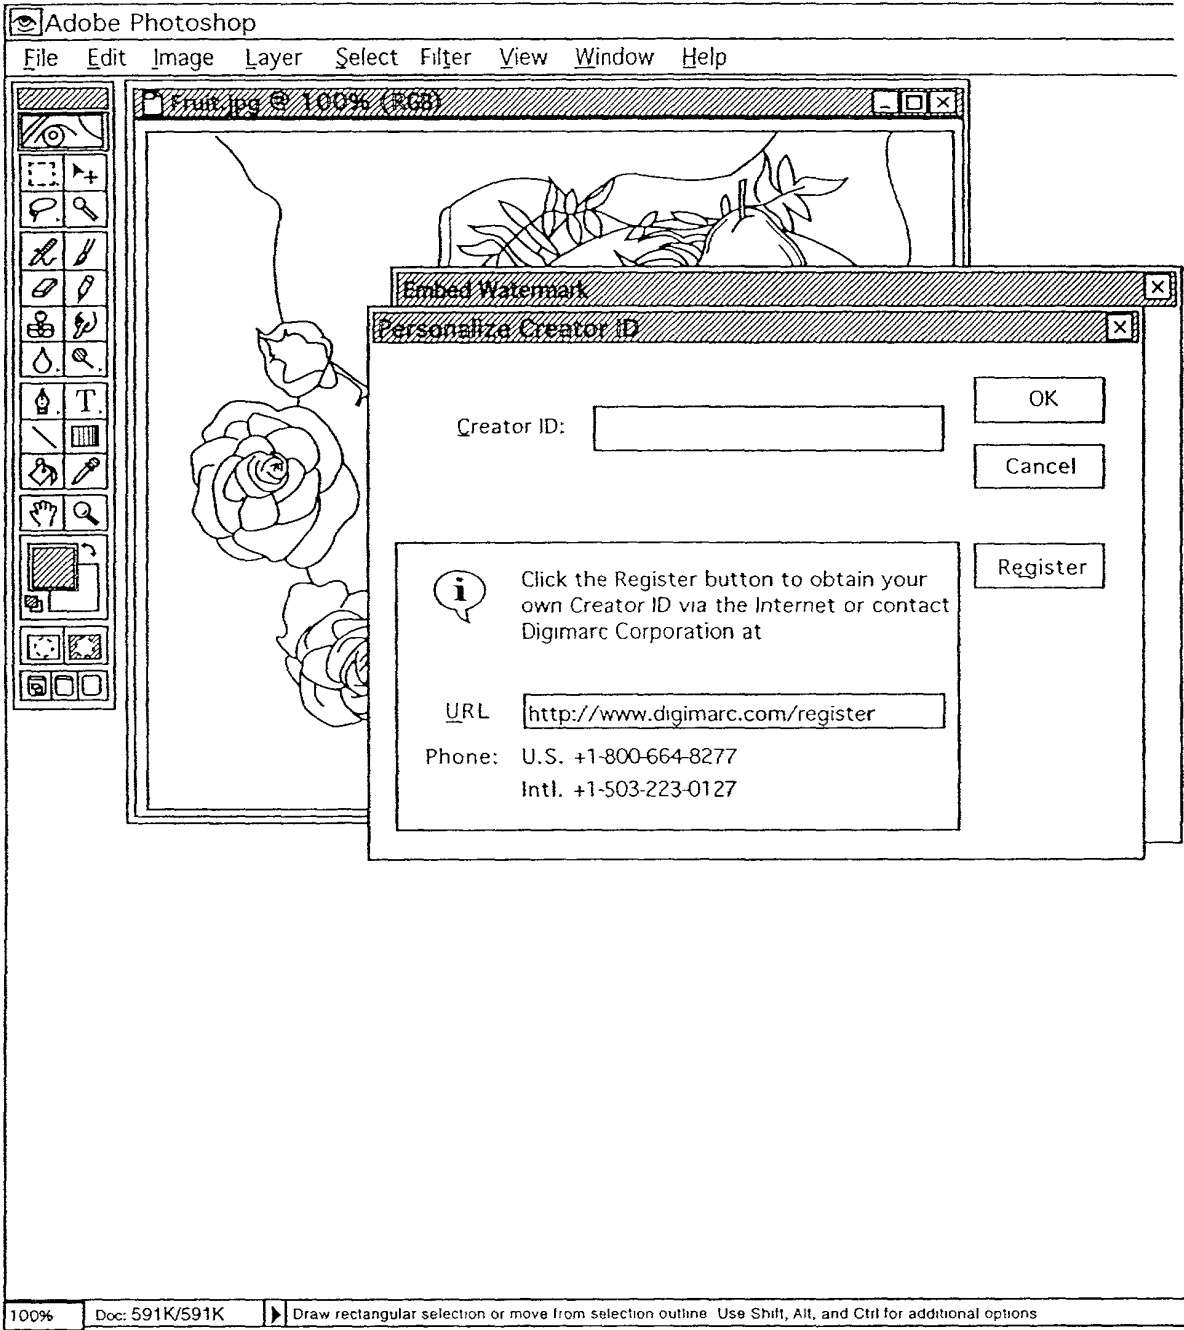 Adobe Photoshop
File Edit Image Layer Select Filter View Window Help
Fruit.jpg @ 100% (RGB)
Embed Watermark
Personalize Creator ID
Creator ID:
OK
Cancel
Register
Click the Register button to obtain your
own Creator ID via the Internet or contact
Digimarc Corporation at
URL http://www.digimarc.com/register
Phone: U.S. +1-800-664-8277
Intl. +1-503-223-0127
T
100% Doc: 591K/591K Draw rectangular selection or move from selection outline Use Shift, Alt, and Ctrl for additional options